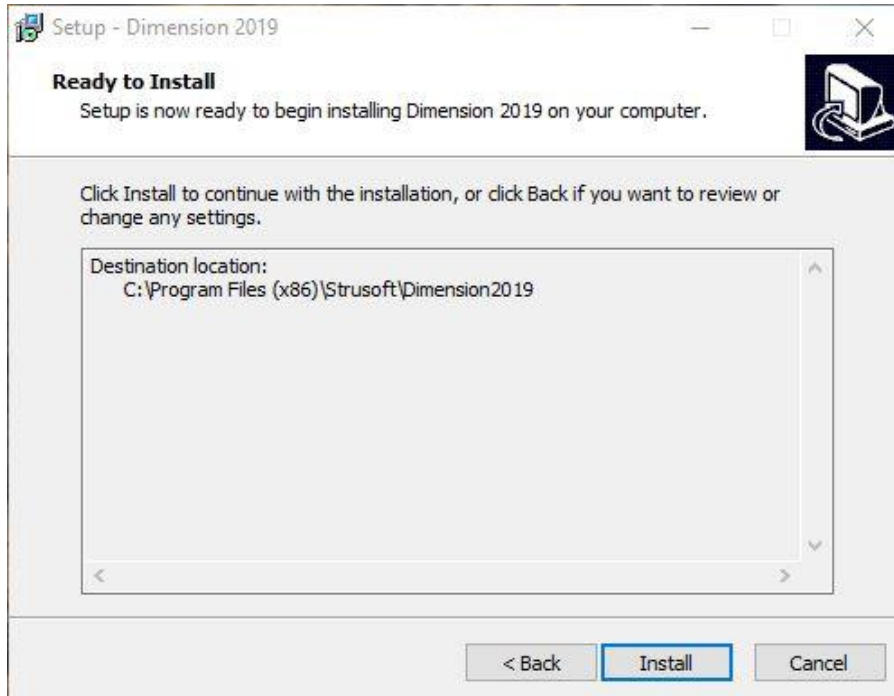 Setup - Dimension 2019
Ready to Install
Setup is now ready to begin installing Dimension 2019 on your computer.
Click Install to continue with the installation, or click Back if you want to review or
change any settings.
Destination location:
C:\Program Files (x86)\Strusoft\Dimension2019
< Back
Install
Cancel